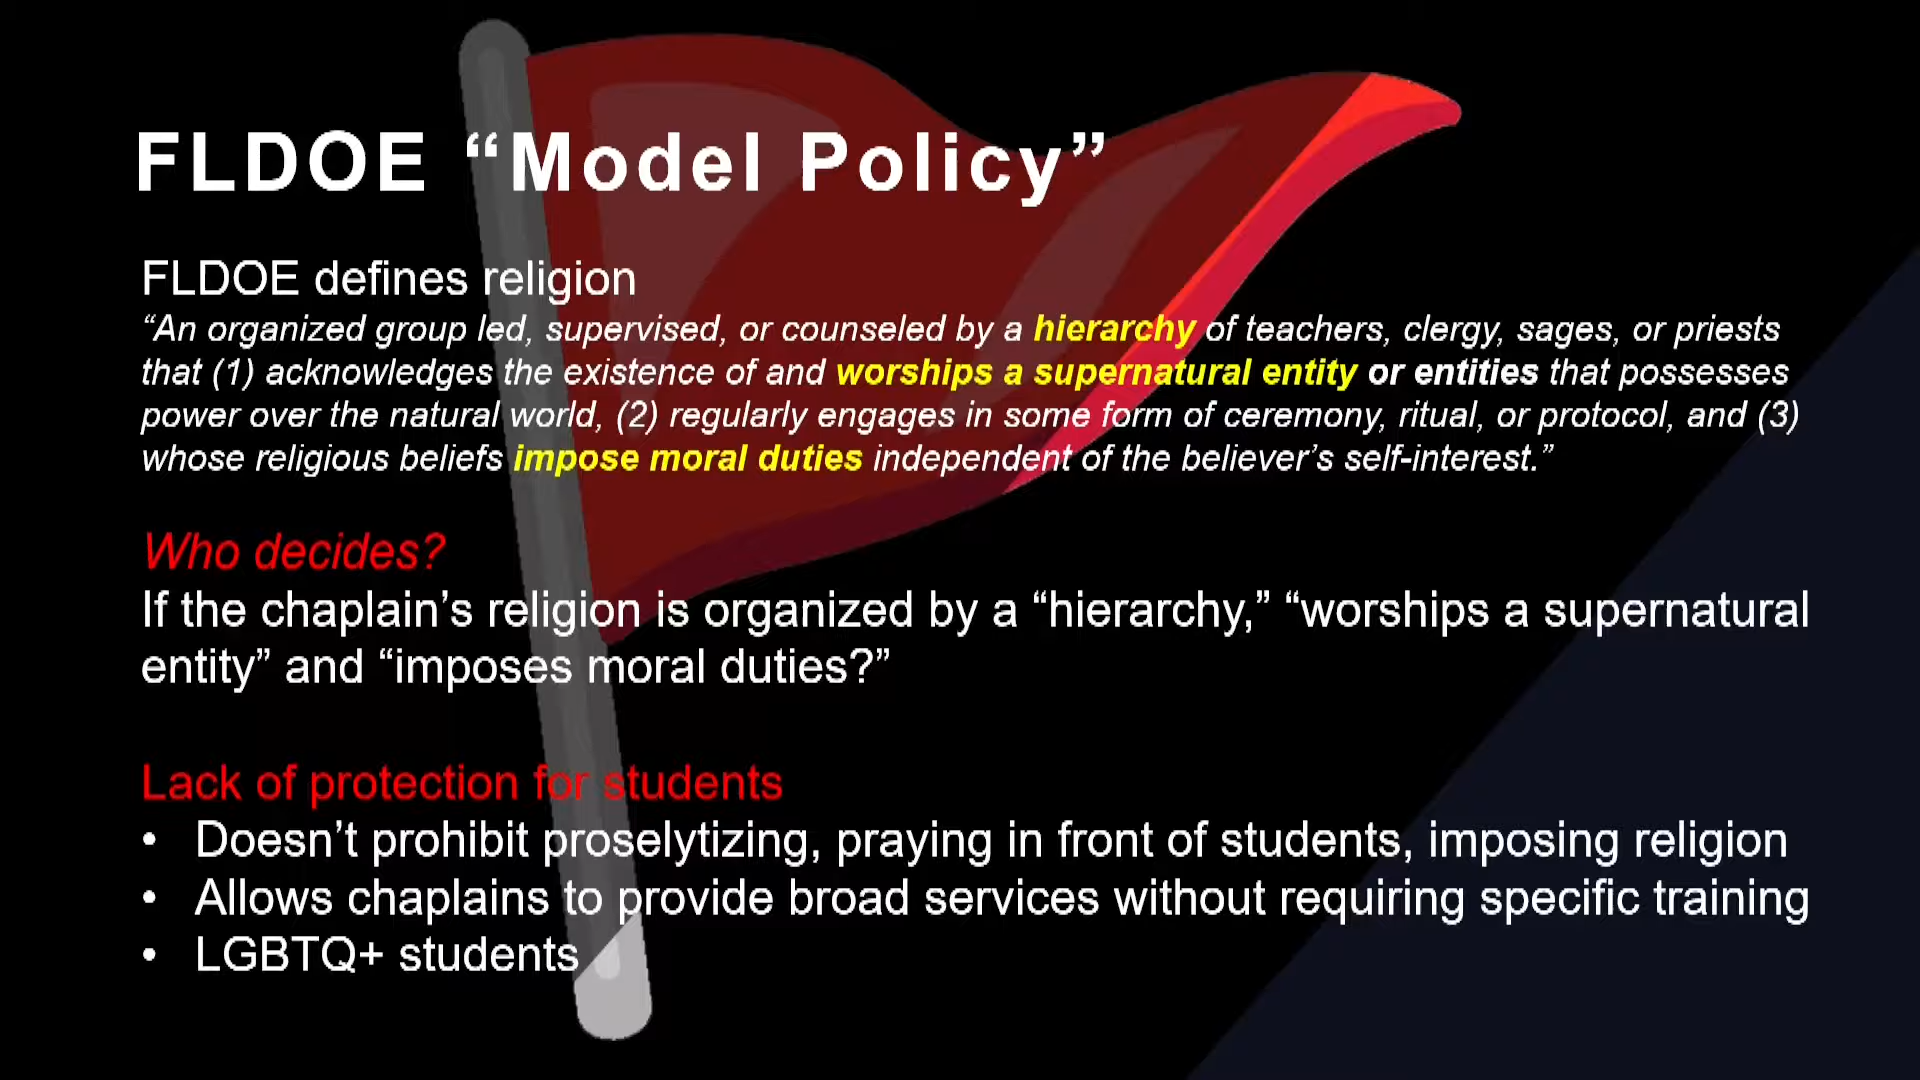 FLDOE “Model Policy”
FLDOE defines religion
“An organized group led, supervised, or counseled by a hierarchy of teachers, clergy, sages, or priests
that (1) acknowledges the existence of and worships a supernatural entity or entities that possesses
power over the natural world, (2) regularly engages in some form of ceremony, ritual, or protocol, and (3)
whose religious beliefs impose moral duties independent of the believer’s self-interest.”
Who decides?
If the chaplain’s religion is organized by a “hierarchy,” “worships a supernatural
entity” and “imposes moral duties?”
Lack of protection for students
• Doesn’t prohibit proselytizing, praying in front of students, imposing religion
• Allows chaplains to provide broad services without requiring specific training
• LGBTQ+ students